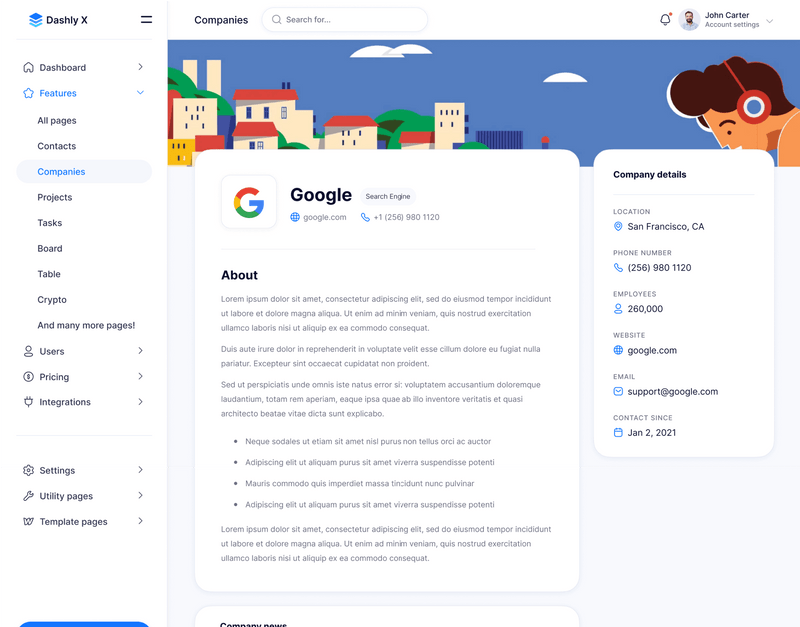 Dashly X
Dashboard
Features
All pages
Contacts
Companies
Projects
Tasks
Board
Table
Crypto
And many more pages!
Users
Pricing
Integrations
Settings
Utility pages
Template pages
Companies
Search for...
John Carter
Account settings
Google
Search Engine
google.com
+1 (256) 980 1120
About
Lorem ipsum dolor sit amet, consectetur adipiscing elit, sed do eiusmod tempor incididunt
ut labore et dolore magna aliqua. Ut enim ad minim veniam, quis nostrud exercitation
ullamco laboris nisi ut aliquip ex ea commodo consequat.
Duis aute irure dolor in reprehenderit in voluptate velit esse cillum dolore eu fugiat nulla
pariatur. Excepteur sint occaecat cupidatat non proident.
Sed ut perspiciatis unde omnis iste natus error si: voluptatem accusantium doloremque
laudantium, totam rem aperiam, eaque ipsa quae ab illo inventore veritatis et quasi
architecto beatae vitae dicta sunt explicabo.
Neque sodales ut etiam sit amet nisl purus non tellus orci ac auctor
Adipiscing elit ut aliquam purus sit amet viverra suspendisse potenti
Mauris commodo quis imperdiet massa tincidunt nunc pulvinar
Adipiscing elit ut aliquam purus sit amet viverra suspendisse potenti
Lorem ipsum dolor sit amet, consectetur adipiscing elit, sed do eiusmod tempor incididunt
ut labore et dolore magna aliqua. Ut enim ad minim veniam, quis nostrud exercitation
ullamco laboris nisi ut aliquip ex ea commodo consequat.
Company news
Company details
LOCATION
San Francisco, CA
PHONE NUMBER
(256) 980 1120
EMPLOYEES
260,000
WEBSITE
google.com
EMAIL
support@google.com
CONTACT SINCE
Jan 2, 2021